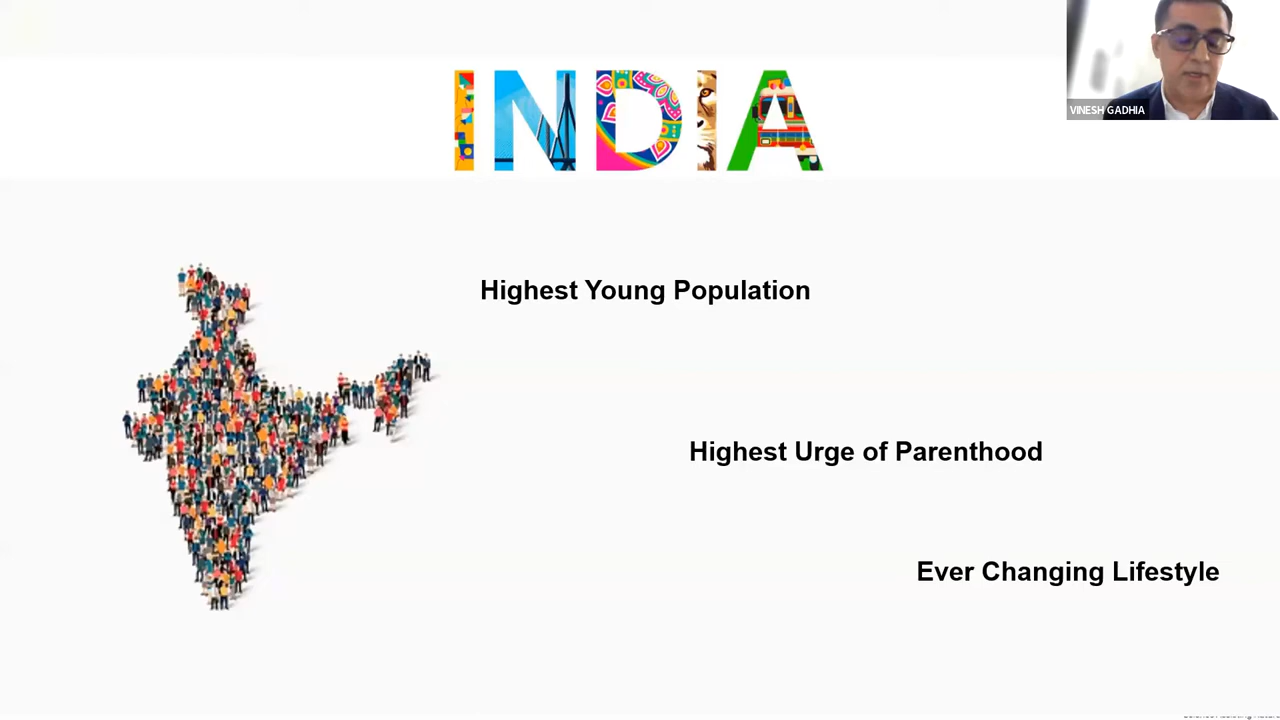 INDIA
VINESH GADHIA
Highest Young Population
Highest Urge of Parenthood
Ever Changing Lifestyle